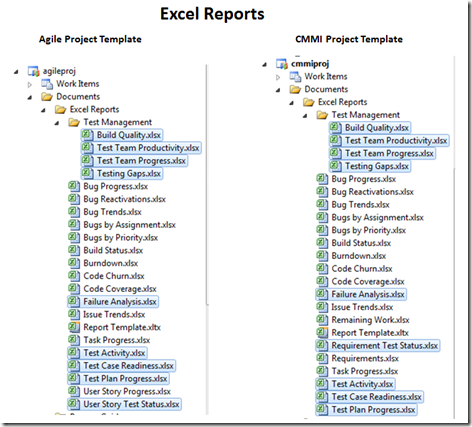 Excel Reports
Agile Project Template
agileproj
Work Items
Documents
Excel Reports
Test Management
Build Quality.xlsx
Test Team Productivity.xlsx
Test Team Progress.xlsx
Testing Gaps.xlsx
Bug Progress.xlsx
Bug Reactivations.xlsx
Bug Trends.xlsx
Bugs by Assignment.xlsx
Bugs by Priority.xlsx
Build Status.xlsx
Burndown.xlsx
Code Churn.xlsx
Code Coverage.xlsx
Failure Analysis.xlsx
Issue Trends.xlsx
Report Template.xltx
Task Progress.xlsx
Test Activity.xlsx
Test Case Readiness.xlsx
Test Plan Progress.xlsx
User Story Progress.xlsx
User Story Test Status.xlsx
CMMI Project Template
cmmiproj
Work Items
Documents
Excel Reports
Test Management
Build Quality.xlsx
Test Team Productivity.xlsx
Test Team Progress.xlsx
Testing Gaps.xlsx
Bug Progress.xlsx
Bug Reactivations.xlsx
Bug Trends.xlsx
Bugs by Assignment.xlsx
Bugs by Priority.xlsx
Build Status.xlsx
Burndown.xlsx
Code Churn.xlsx
Code Coverage.xlsx
Failure Analysis.xlsx
Issue Trends.xlsx
Remaining Work.xlsx
Report Template.xltx
Requirement Test Status.xlsx
Requirements.xlsx
Task Progress.xlsx
Test Activity.xlsx
Test Case Readiness.xlsx
Test Plan Progress.xlsx